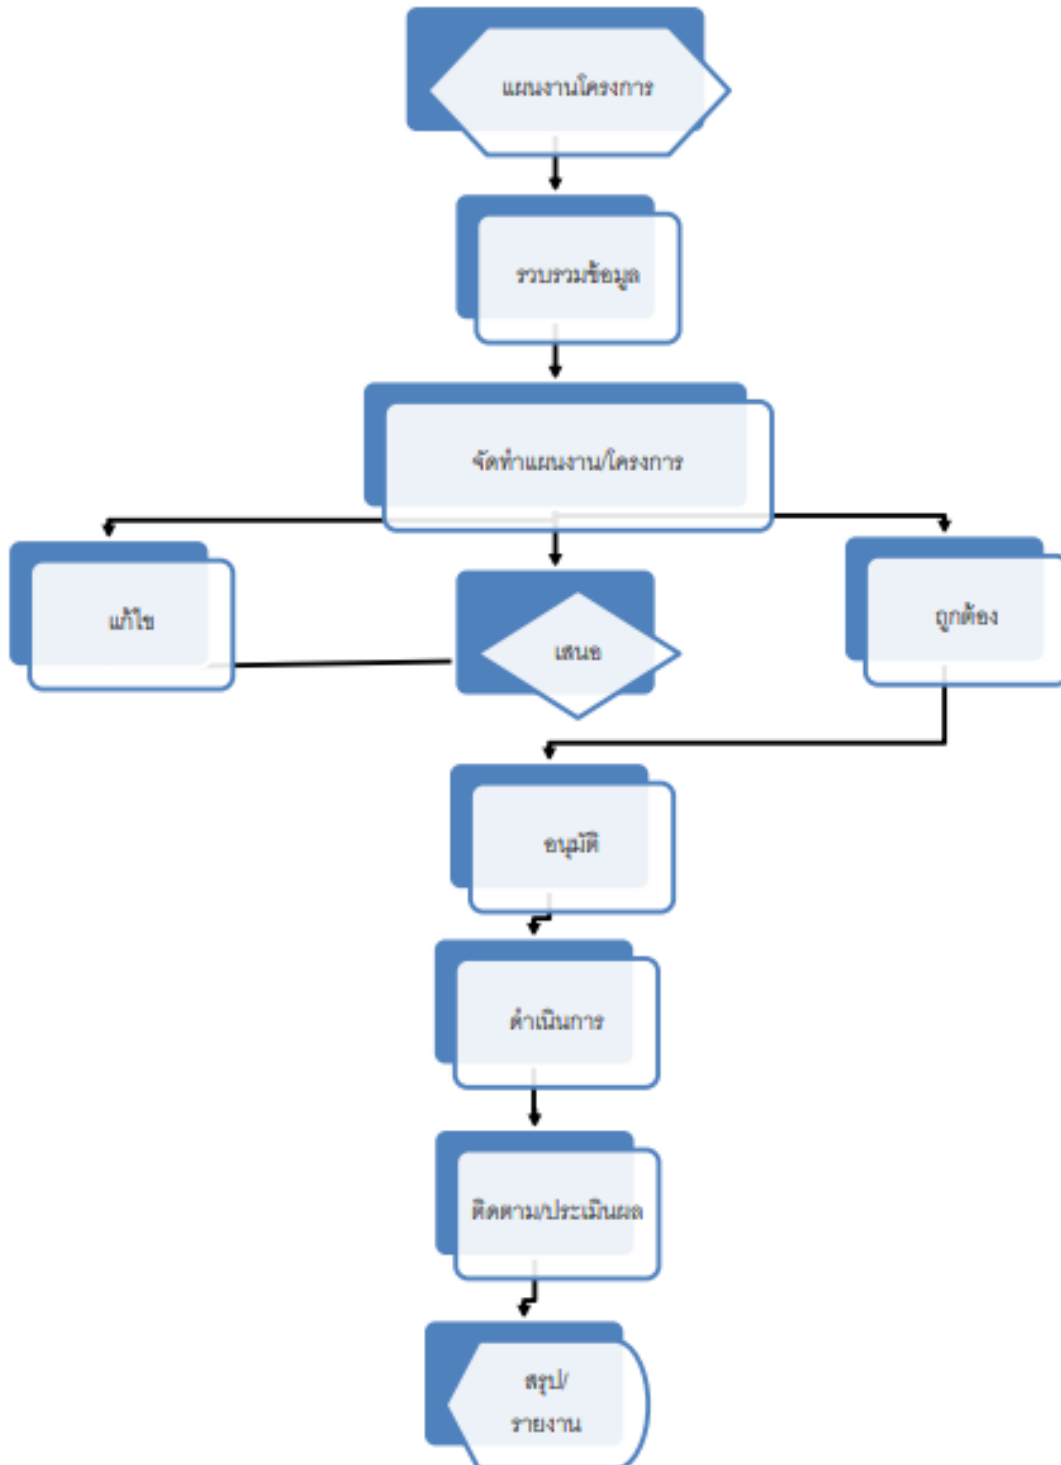 แผนงานโครงการ
รวบรวมข้อมูล
จัดทำแผนงาน/โครงการ
แก้ไข
เสนอ
ถูกต้อง
อนุมัติ
ดำเนินการ
ติดตาม/ประเมินผล
สรุป/
รายงาน